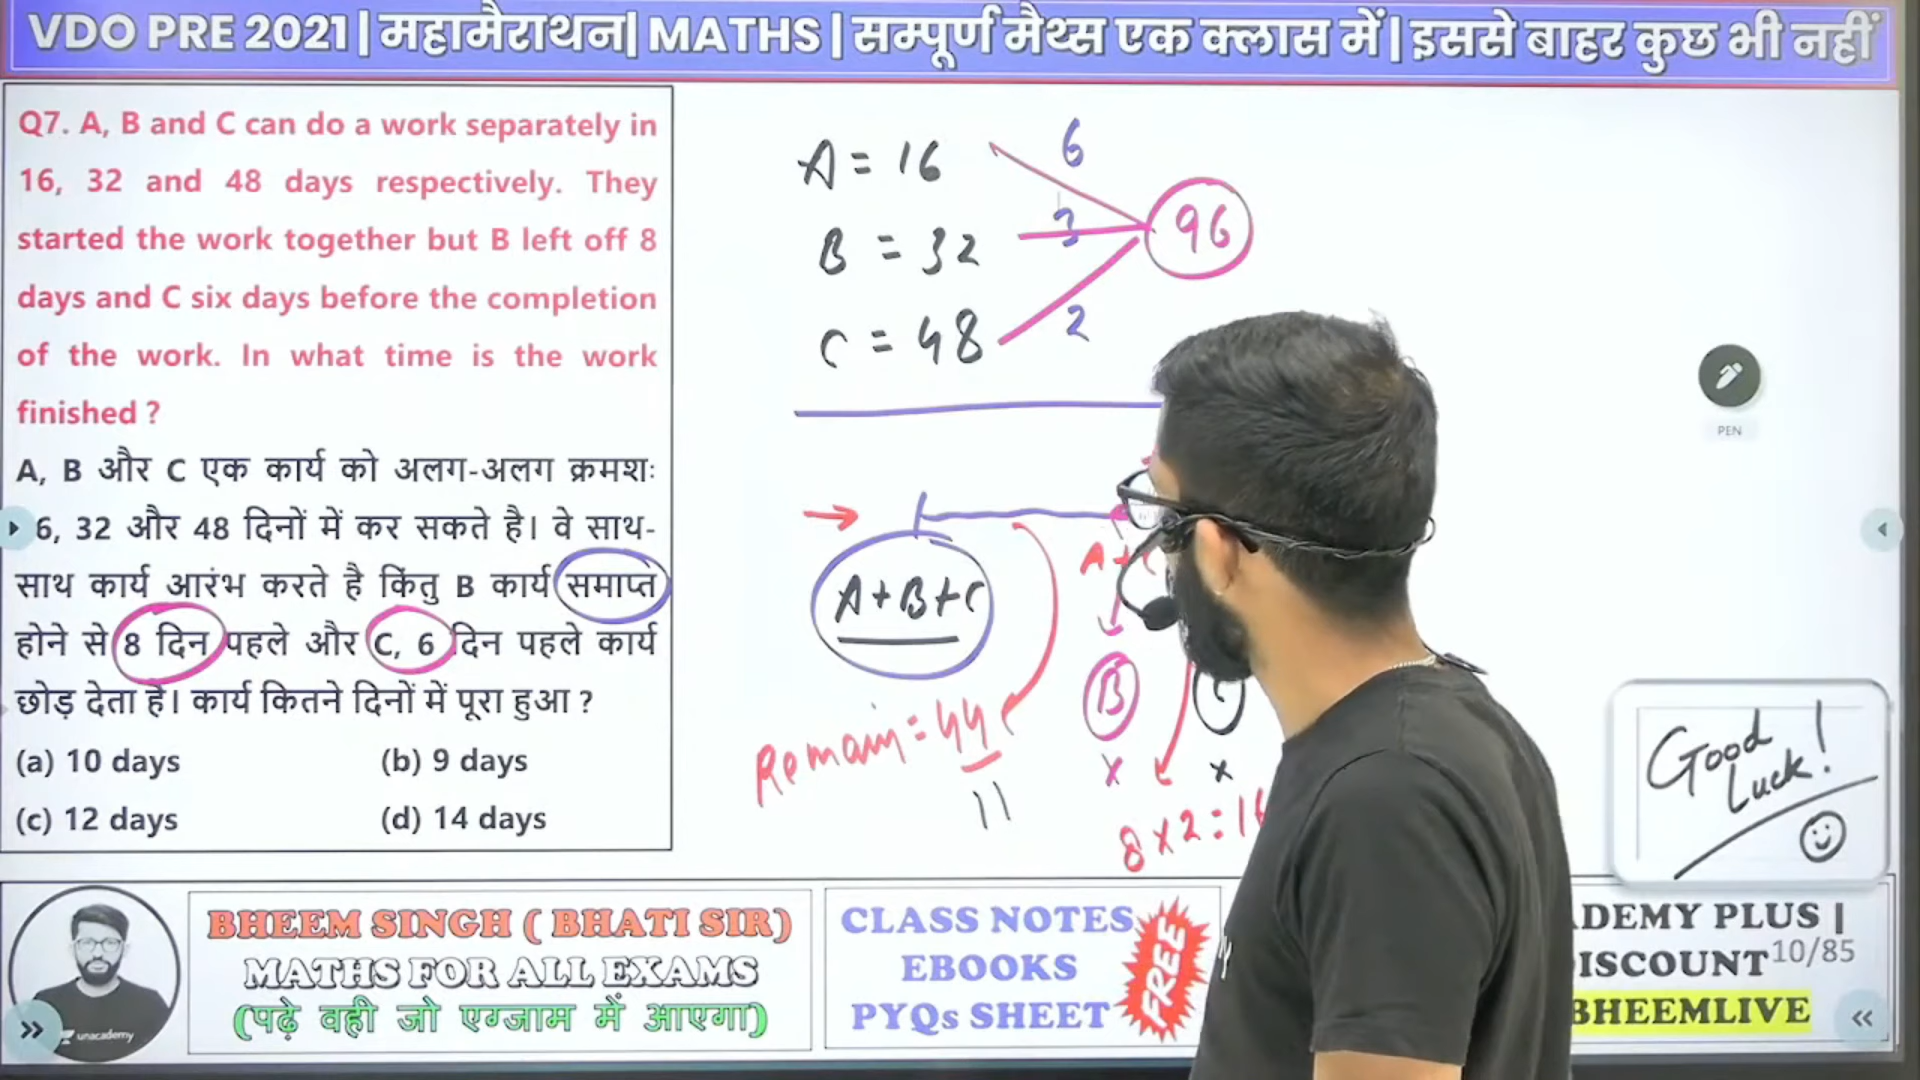 VDO PRE 2021 | महामैराथन| MATHS | सम्पूर्ण मैथ्स एक क्लास में | इससे बाहर कुछ भी नहीं
Q7. A, B and C can do a work separately in
16, 32 and 48 days respectively. They
started the work together but B left off 8
days and C six days before the completion
of the work. In what time is the work
finished ?
A, B और C एक कार्य को अलग-अलग क्रमशः
6, 32 और 48 दिनों में कर सकते है। वे साथ-
साथ कार्य आरंभ करते है किंतु B कार्य समाप्त
होने से 8 दिन पहले और C, 6 दिन पहले कार्य
छोड़ देता है। कार्य कितने दिनों में पूरा हुआ ?
(a) 10 days (b) 9 days
(c) 12 days (d) 14 days
A = 16 6
B = 32 3 96
C = 48 2
A+B+C
A+
B
x x
Remain = 44
11
8 x 2 = 16
PEN
Good
Luck!
BHEEM SINGH ( BHATI SIR)
MATHS FOR ALL EXAMS
(पढ़े वही जो एग्जाम में आएगा)
unacademy
CLASS NOTES
EBOOKS
PYQs SHEET
FREE
DEMY PLUS |
ISCOUNT 10/85
BHEEMLIVE